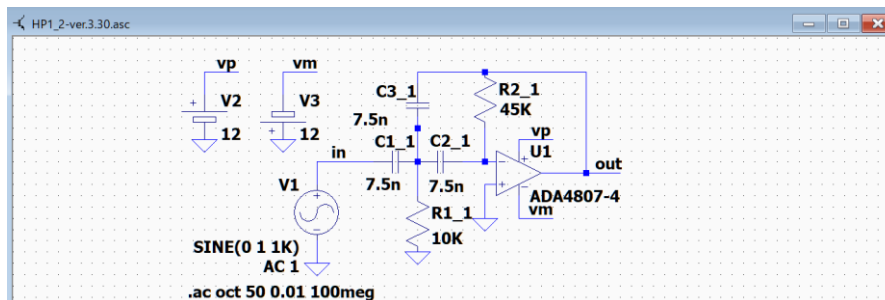 HP1_2-ver.3.30.asc
vp
vm
V2
12
V3
12
C3_1
7.5n
R2_1
45K
in
C1_1
7.5n
C2_1
7.5n
vp
U1
out
ADA4807-4
vm
V1
R1_1
10K
SINE(0 1 1K)
AC 1
.ac oct 50 0.01 100meg